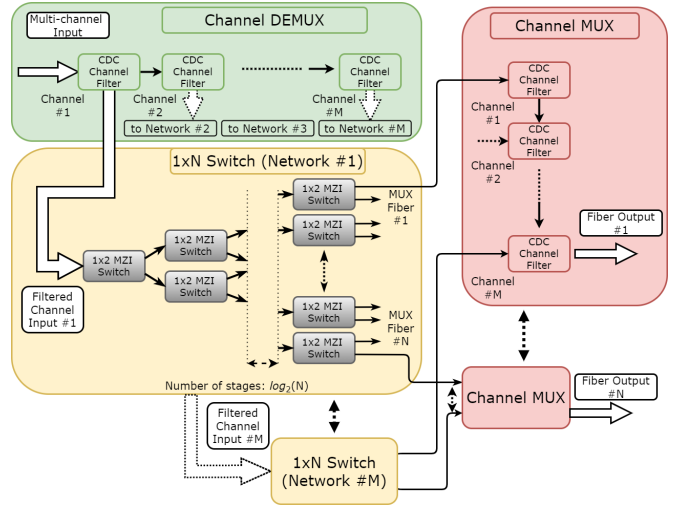 Channel DEMUX
Multi-channel
Input
CDC
Channel
Filter
CDC
Channel
Filter
CDC
Channel
Filter
Channel
#1
Channel
#2
Channel
#M
to Network #2
to Network #3
to Network #M
1xN Switch (Network #1)
1x2 MZI
Switch
1x2 MZI
Switch
1x2 MZI
Switch
1x2 MZI
Switch
1x2 MZI
Switch
1x2 MZI
Switch
1x2 MZI
Switch
MUX
Fiber
#1
MUX
Fiber
#N
Filtered
Channel
Input #1
Number of stages: log₂(N)
Filtered
Channel
Input #M
1xN Switch
(Network #M)
Channel MUX
CDC
Channel
Filter
Channel
#1
CDC
Channel
Filter
Channel
#2
CDC
Channel
Filter
Channel
#M
Fiber Output
#1
Channel MUX
Fiber Output
#N